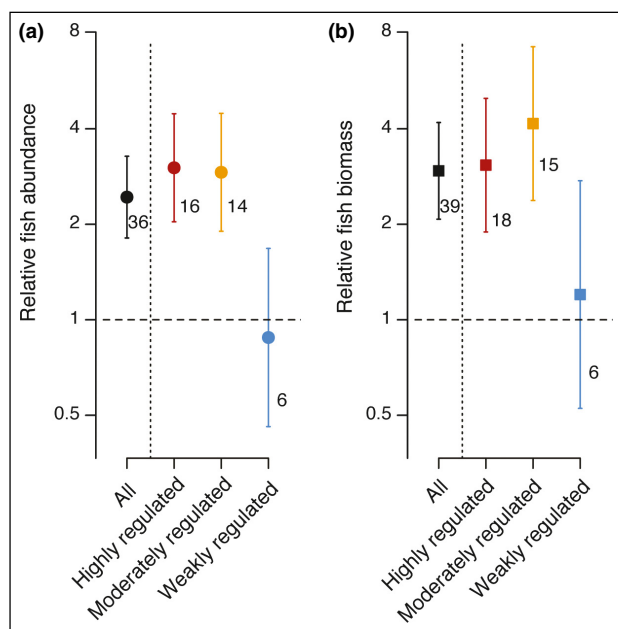 (a)
Relative fish abundance
8
4
2
1
0.5
36
16
14
6
All
Highly regulated
Moderately regulated
Weakly regulated
(b)
Relative fish biomass
8
4
2
1
0.5
39
18
15
6
All
Highly regulated
Moderately regulated
Weakly regulated